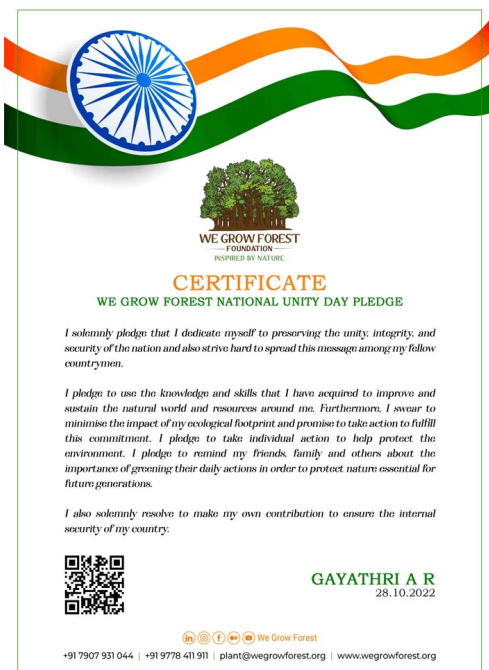 WE GROW FOREST
FOUNDATION
INSPIRED BY NATURE
CERTIFICATE
WE GROW FOREST NATIONAL UNITY DAY PLEDGE
I solemnly pledge that I dedicate myself to preserving the unity, integrity, and
security of the nation and also strive hard to spread this message among my fellow
countrymen.
I pledge to use the knowledge and skills that I have acquired to improve and
sustain the natural world and resources around me. Furthermore, I swear to
minimise the impact of my ecological footprint and promise to take action to fulfill
this commitment. I pledge to take individual action to help protect the
environment. I pledge to remind my friends, family and others about the
importance of greening their daily actions in order to protect nature essential for
future generations.
I also solemnly resolve to make my own contribution to ensure the internal
security of my country.
GAYATHRI A R
28.10.2022
We Grow Forest
+91 7907 931 044 | +91 9778 411 911 | plant@wegrowforest.org | www.wegrowforest.org